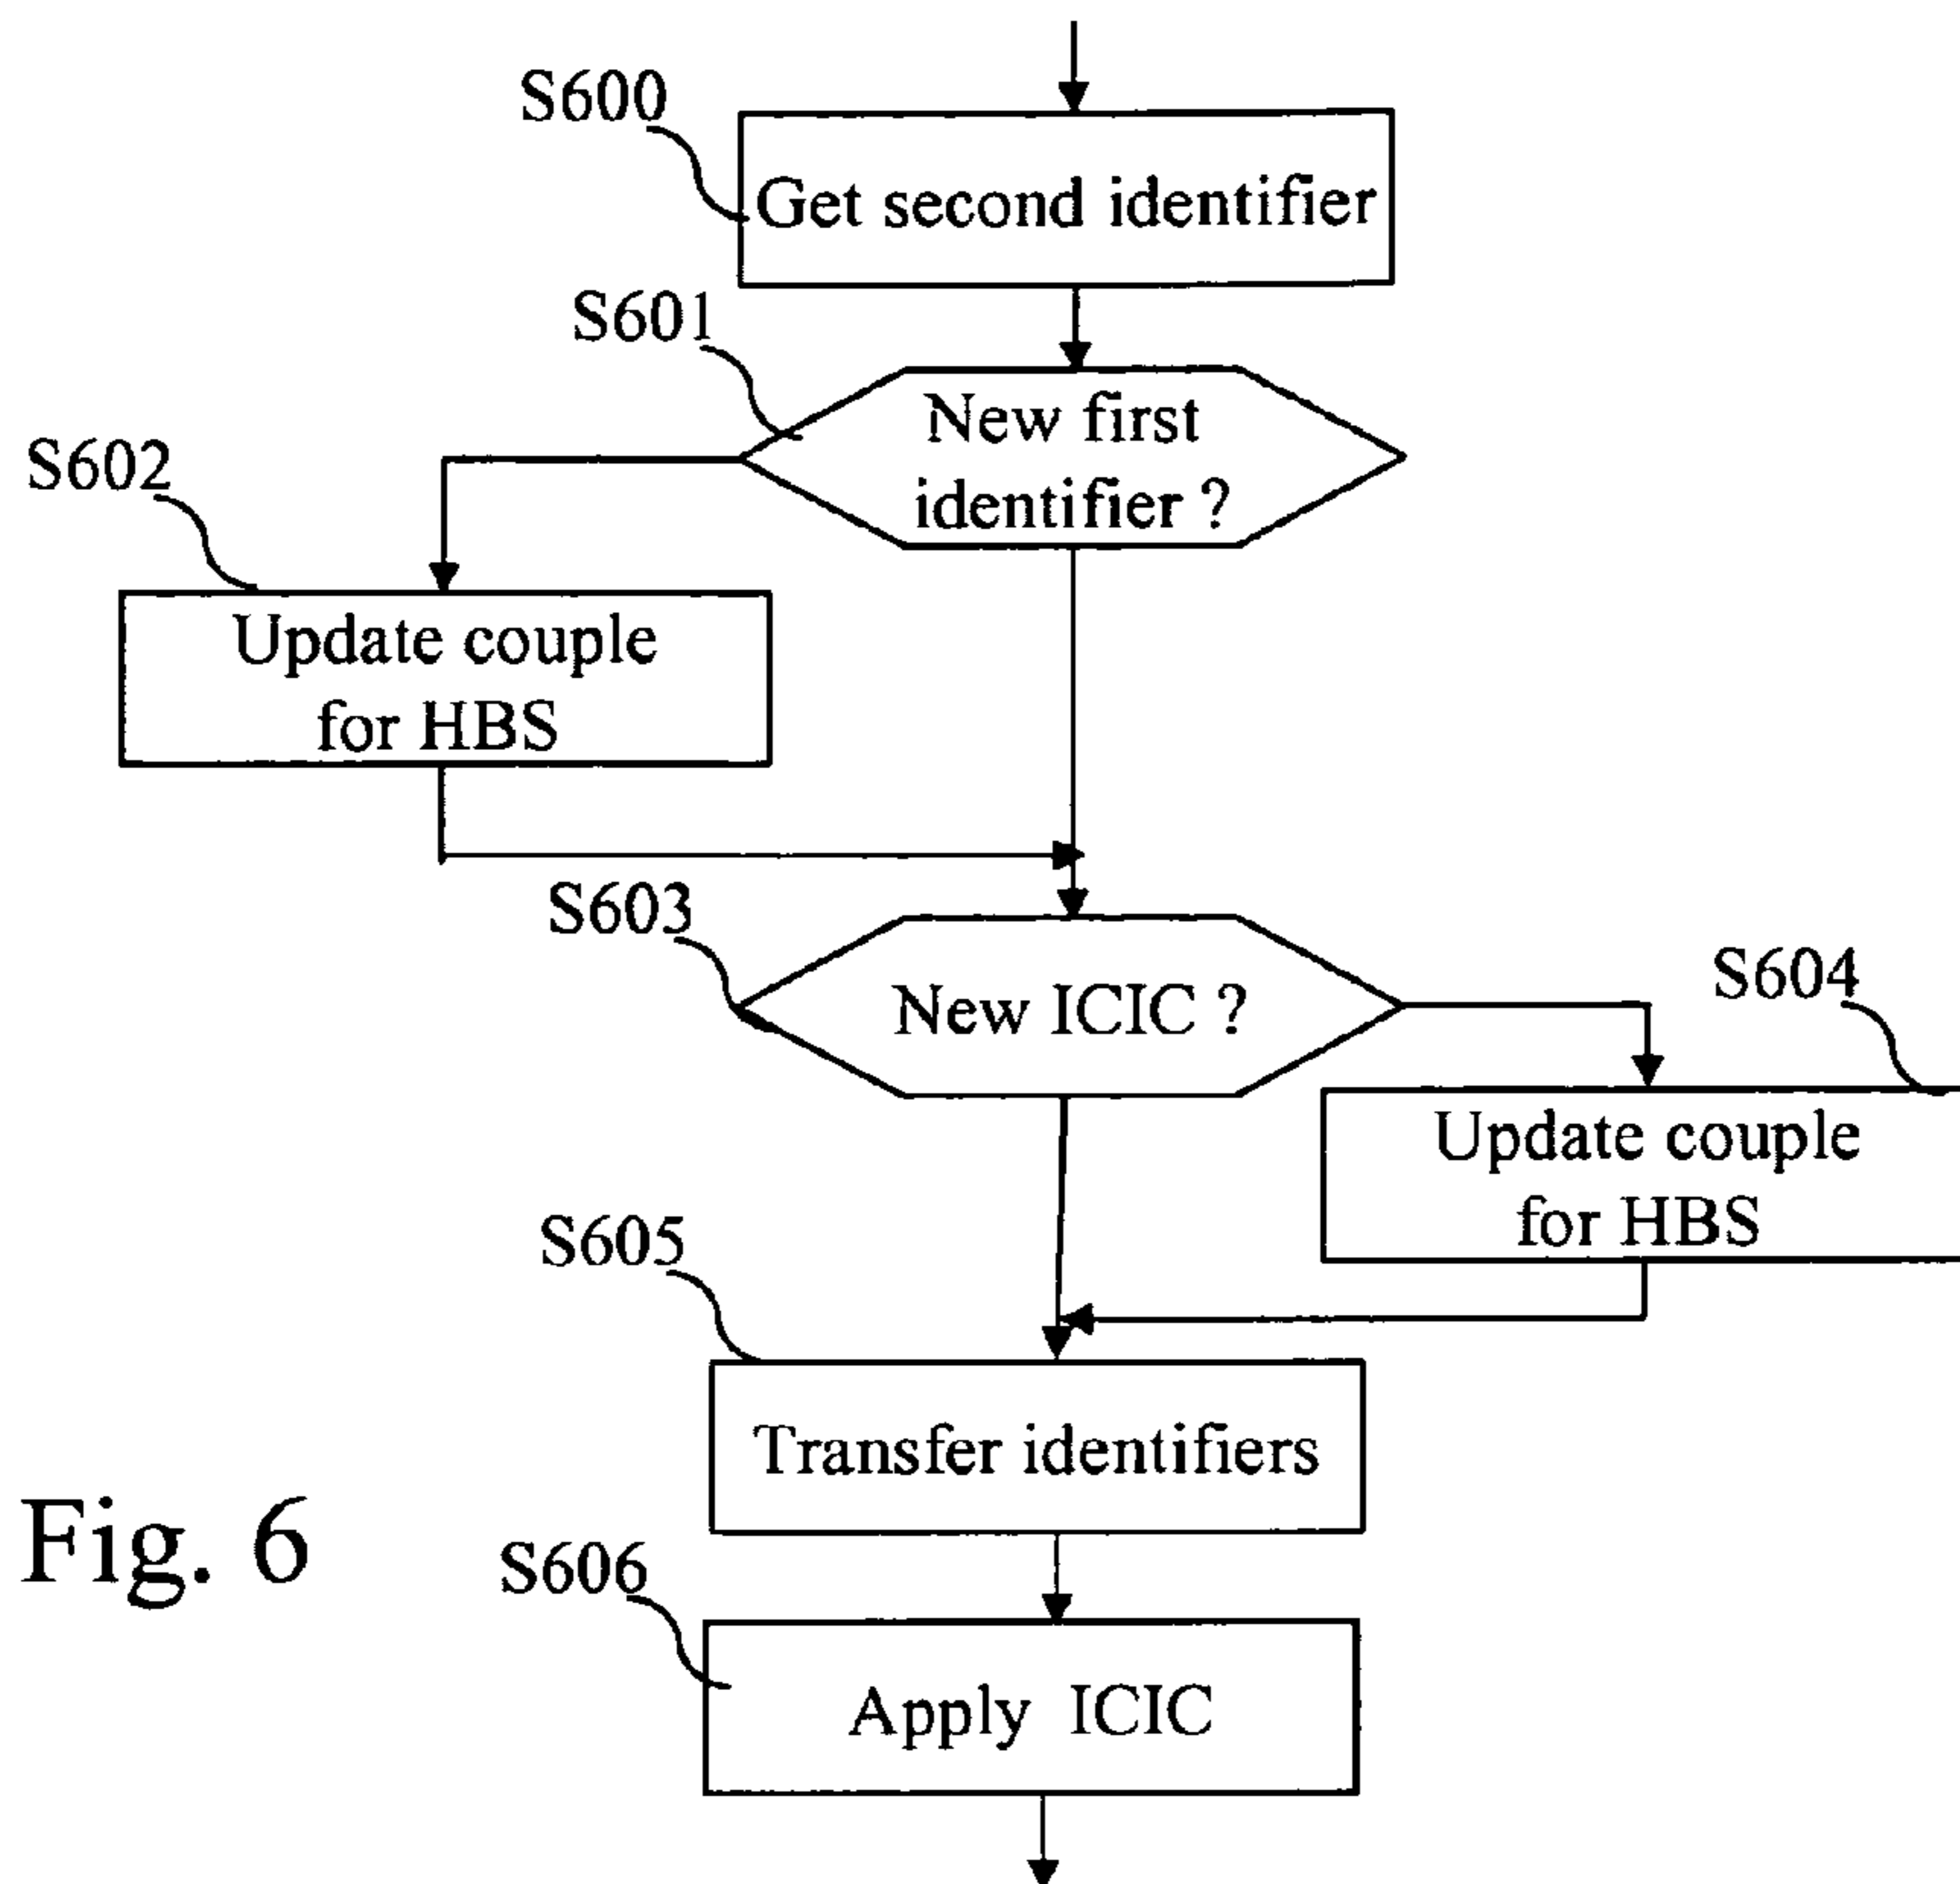 S600
Get second identifier
S601
New first
identifier ?
S602
Update couple
for HBS
S603
New ICIC ?
S604
Update couple
for HBS
S605
Transfer identifiers
Fig. 6
S606
Apply ICIC